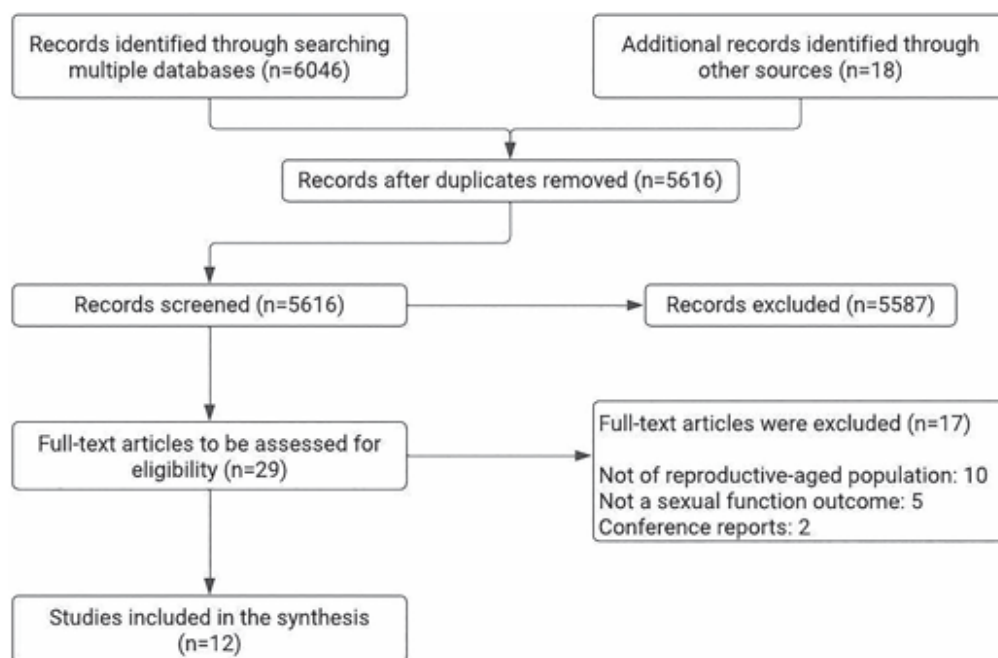 Records identified through searching
multiple databases (n=6046)
Additional records identified through
other sources (n=18)
Records after duplicates removed (n=5616)
Records screened (n=5616)
Records excluded (n=5587)
Full-text articles to be assessed for
eligibility (n=29)
Full-text articles were excluded (n=17)
Not of reproductive-aged population: 10
Not a sexual function outcome: 5
Conference reports: 2
Studies included in the synthesis
(n=12)